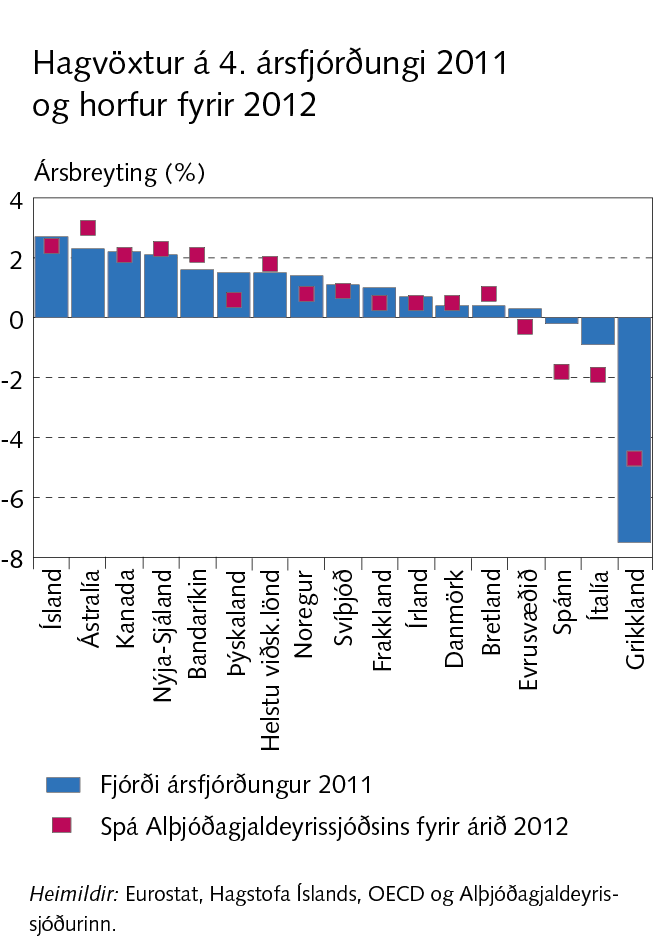 Hagvöxtur á 4. ársfjórðungi 2011
og horfur fyrir 2012
Ársbreyting (%)
4
2
0
-2
-4
-6
-8
Ísland
Ástralía
Kanada
Nýja-Sjáland
Bandaríkin
Þýskaland
Helstu viðsk.lönd
Noregur
Svíþjóð
Frakkland
Írland
Danmörk
Bretland
Evrusvæðið
Spánn
Ítalía
Grikkland
Fjórði ársfjórðungur 2011
Spá Alþjóðagjaldeyrissjóðsins fyrir árið 2012
Heimildir: Eurostat, Hagstofa Íslands, OECD og Alþjóðagjaldeyris-
sjóðurinn.